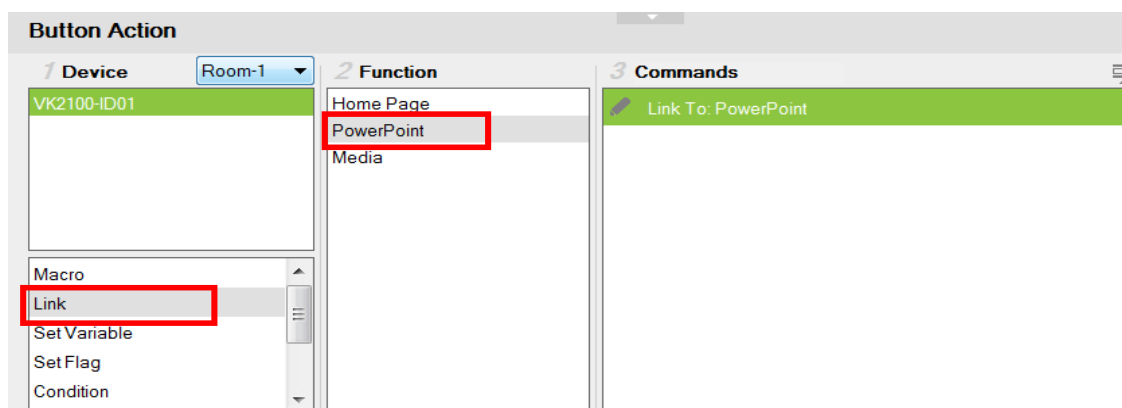 Button Action
1 Device
Room-1
2 Function
3 Commands
VK2100-ID01
Home Page
PowerPoint
Media
Link To: PowerPoint
Macro
Link
Set Variable
Set Flag
Condition